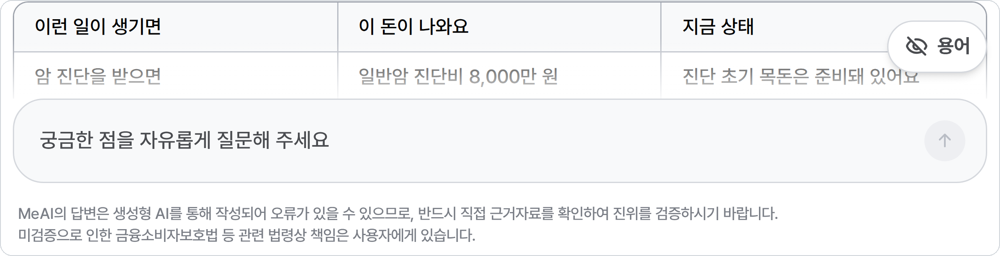 이런 일이 생기면
이 돈이 나와요
지금 상태
용어
암 진단을 받으면
일반암 진단비 8,000만 원
진단 초기 목돈은 준비돼 있어요
궁금한 점을 자유롭게 질문해 주세요
MeAI의 답변은 생성형 AI를 통해 작성되어 오류가 있을 수 있으므로, 반드시 직접 근거자료를 확인하여 진위를 검증하시기 바랍니다.
미검증으로 인한 금융소비자보호법 등 관련 법령상 책임은 사용자에게 있습니다.